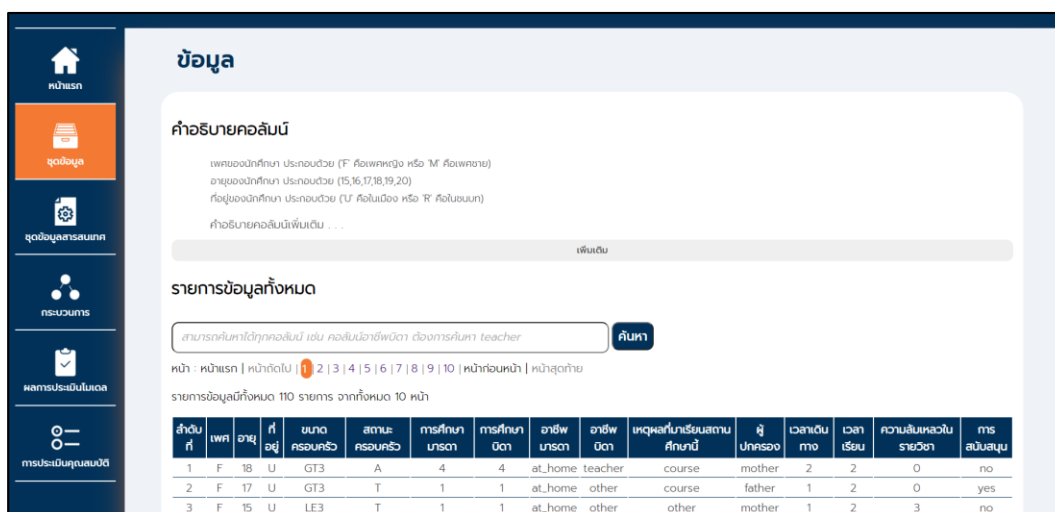 หน้าแรก
ชุดข้อมูล
ชุดข้อมูลสารสนเทศ
กระบวนการ
ผลการประเมินโมเดล
การประเมินคุณสมบัติ
ข้อมูล
คำอธิบายคอลัมน์
เพศของนักศึกษา ประกอบด้วย ('F' คือเพศหญิง หรือ 'M' คือเพศชาย)
อายุของนักศึกษา ประกอบด้วย (15,16,17,18,19,20)
ที่อยู่ของนักศึกษา ประกอบด้วย ('U' คือในเมือง หรือ 'R' คือในชนบท)
คำอธิบายคอลัมน์เพิ่มเติม . . .
เพิ่มเติม
รายการข้อมูลทั้งหมด
สามารถค้นหาได้ทุกคอลัมน์ เช่น คอลัมน์อาชีพบิดา ต้องการค้นหา teacher ค้นหา
หน้า : หน้าแรก | หน้าถัดไป | 1 | 2 | 3 | 4 | 5 | 6 | 7 | 8 | 9 | 10 | หน้าก่อนหน้า | หน้าสุดท้าย
รายการข้อมูลมีทั้งหมด 110 รายการ จากทั้งหมด 10 หน้า
ลำดับที่ เพศ อายุ ที่อยู่ ขนาดครอบครัว สถานะครอบครัว การศึกษามารดา การศึกษาบิดา อาชีพมารดา อาชีพบิดา เหตุผลที่มาเรียนสถานศึกษานี้ ผู้ปกครอง เวลาเดินทาง เวลาเรียน ความล้มเหลวในรายวิชา การสนับสนุน
1 F 18 U GT3 A 4 4 at_home teacher course mother 2 2 0 no
2 F 17 U GT3 T 1 1 at_home other course father 1 2 0 yes
3 F 15 U LE3 T 1 1 at_home other other mother 1 2 3 no